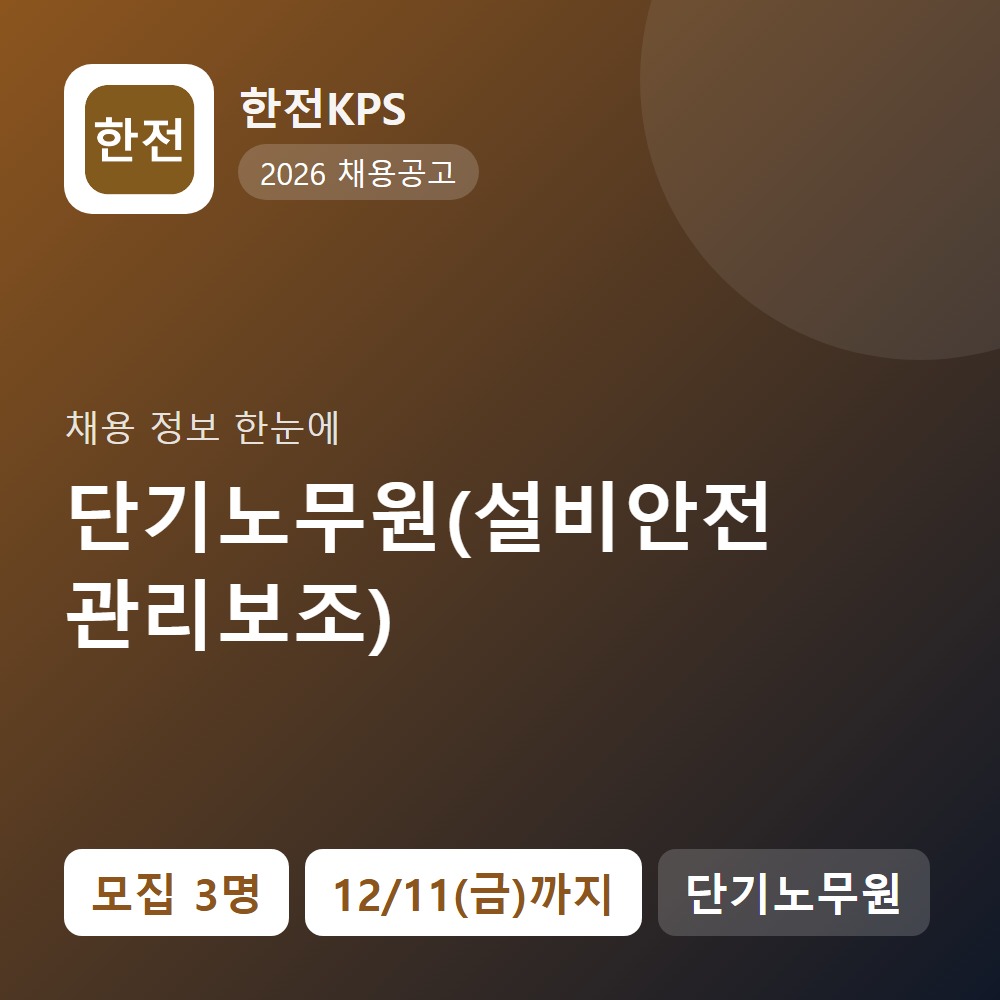 한전
한전KPS
2026 채용공고
채용 정보 한눈에
단기노무원(설비안전
관리보조)
모집 3명
12/11(금)까지
단기노무원